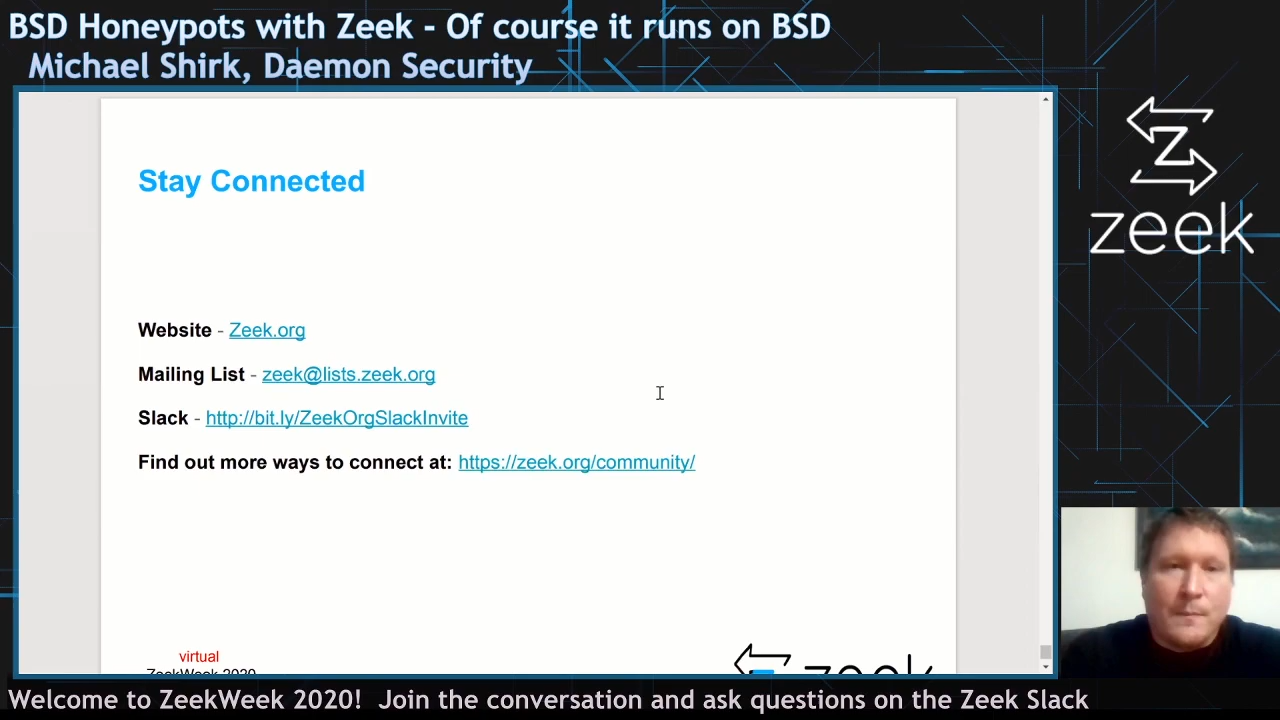 BSD Honeypots with Zeek - Of course it runs on BSD
Michael Shirk, Daemon Security
zeek
Stay Connected
Website - Zeek.org
Mailing List - zeek@lists.zeek.org
Slack - http://bit.ly/ZeekOrgSlackInvite
Find out more ways to connect at: https://zeek.org/community/
virtual
ZeekWeek 2020
zeek
Welcome to ZeekWeek 2020! Join the conversation and ask questions on the Zeek Slack